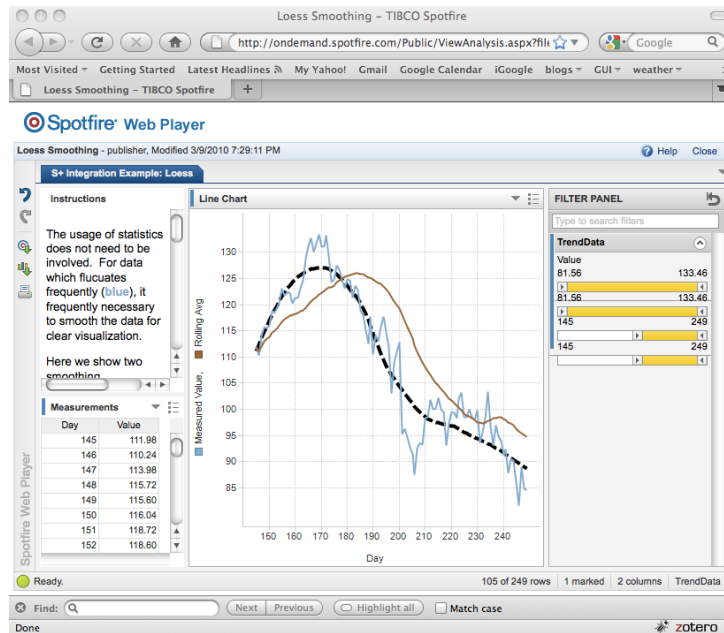 Loess Smoothing – TIBCO Spotfire
http://ondemand.spotfire.com/Public/ViewAnalysis.aspx?file
Google
Most Visited Getting Started Latest Headlines My Yahoo! Gmail Google Calendar iGoogle blogs GUI weather
Loess Smoothing – TIBCO Spotfire +
Spotfire Web Player
Loess Smoothing - publisher, Modified 3/9/2010 7:29:11 PM
Help Close
S+ Integration Example: Loess
Instructions
The usage of statistics
does not need to be
involved. For data
which flucuates
frequently (blue), it
frequently necessary
to smooth the data for
clear visualization.
Here we show two
smoothing
Measurements
Day Value
145 111.98
146 110.24
147 113.98
148 115.72
149 115.60
150 116.04
151 118.72
152 118.60
Spotfire Web Player
Line Chart
Measured Value, Rolling Avg
130
125
120
115
110
105
100
95
90
85
150 160 170 180 190 200 210 220 230 240
Day
FILTER PANEL
Type to search filters
TrendData
Value
81.56 133.46
81.56 133.46
145 249
145 249
Ready.
105 of 249 rows 1 marked 2 columns TrendData
Find: Next Previous Highlight all Match case
Done
zotero